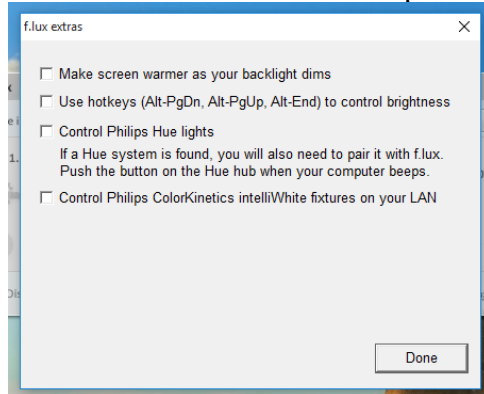 f.lux extras
Make screen warmer as your backlight dims
Use hotkeys (Alt-PgDn, Alt-PgUp, Alt-End) to control brightness
Control Philips Hue lights
If a Hue system is found, you will also need to pair it with f.lux.
Push the button on the Hue hub when your computer beeps.
Control Philips ColorKinetics intelliWhite fixtures on your LAN
Done